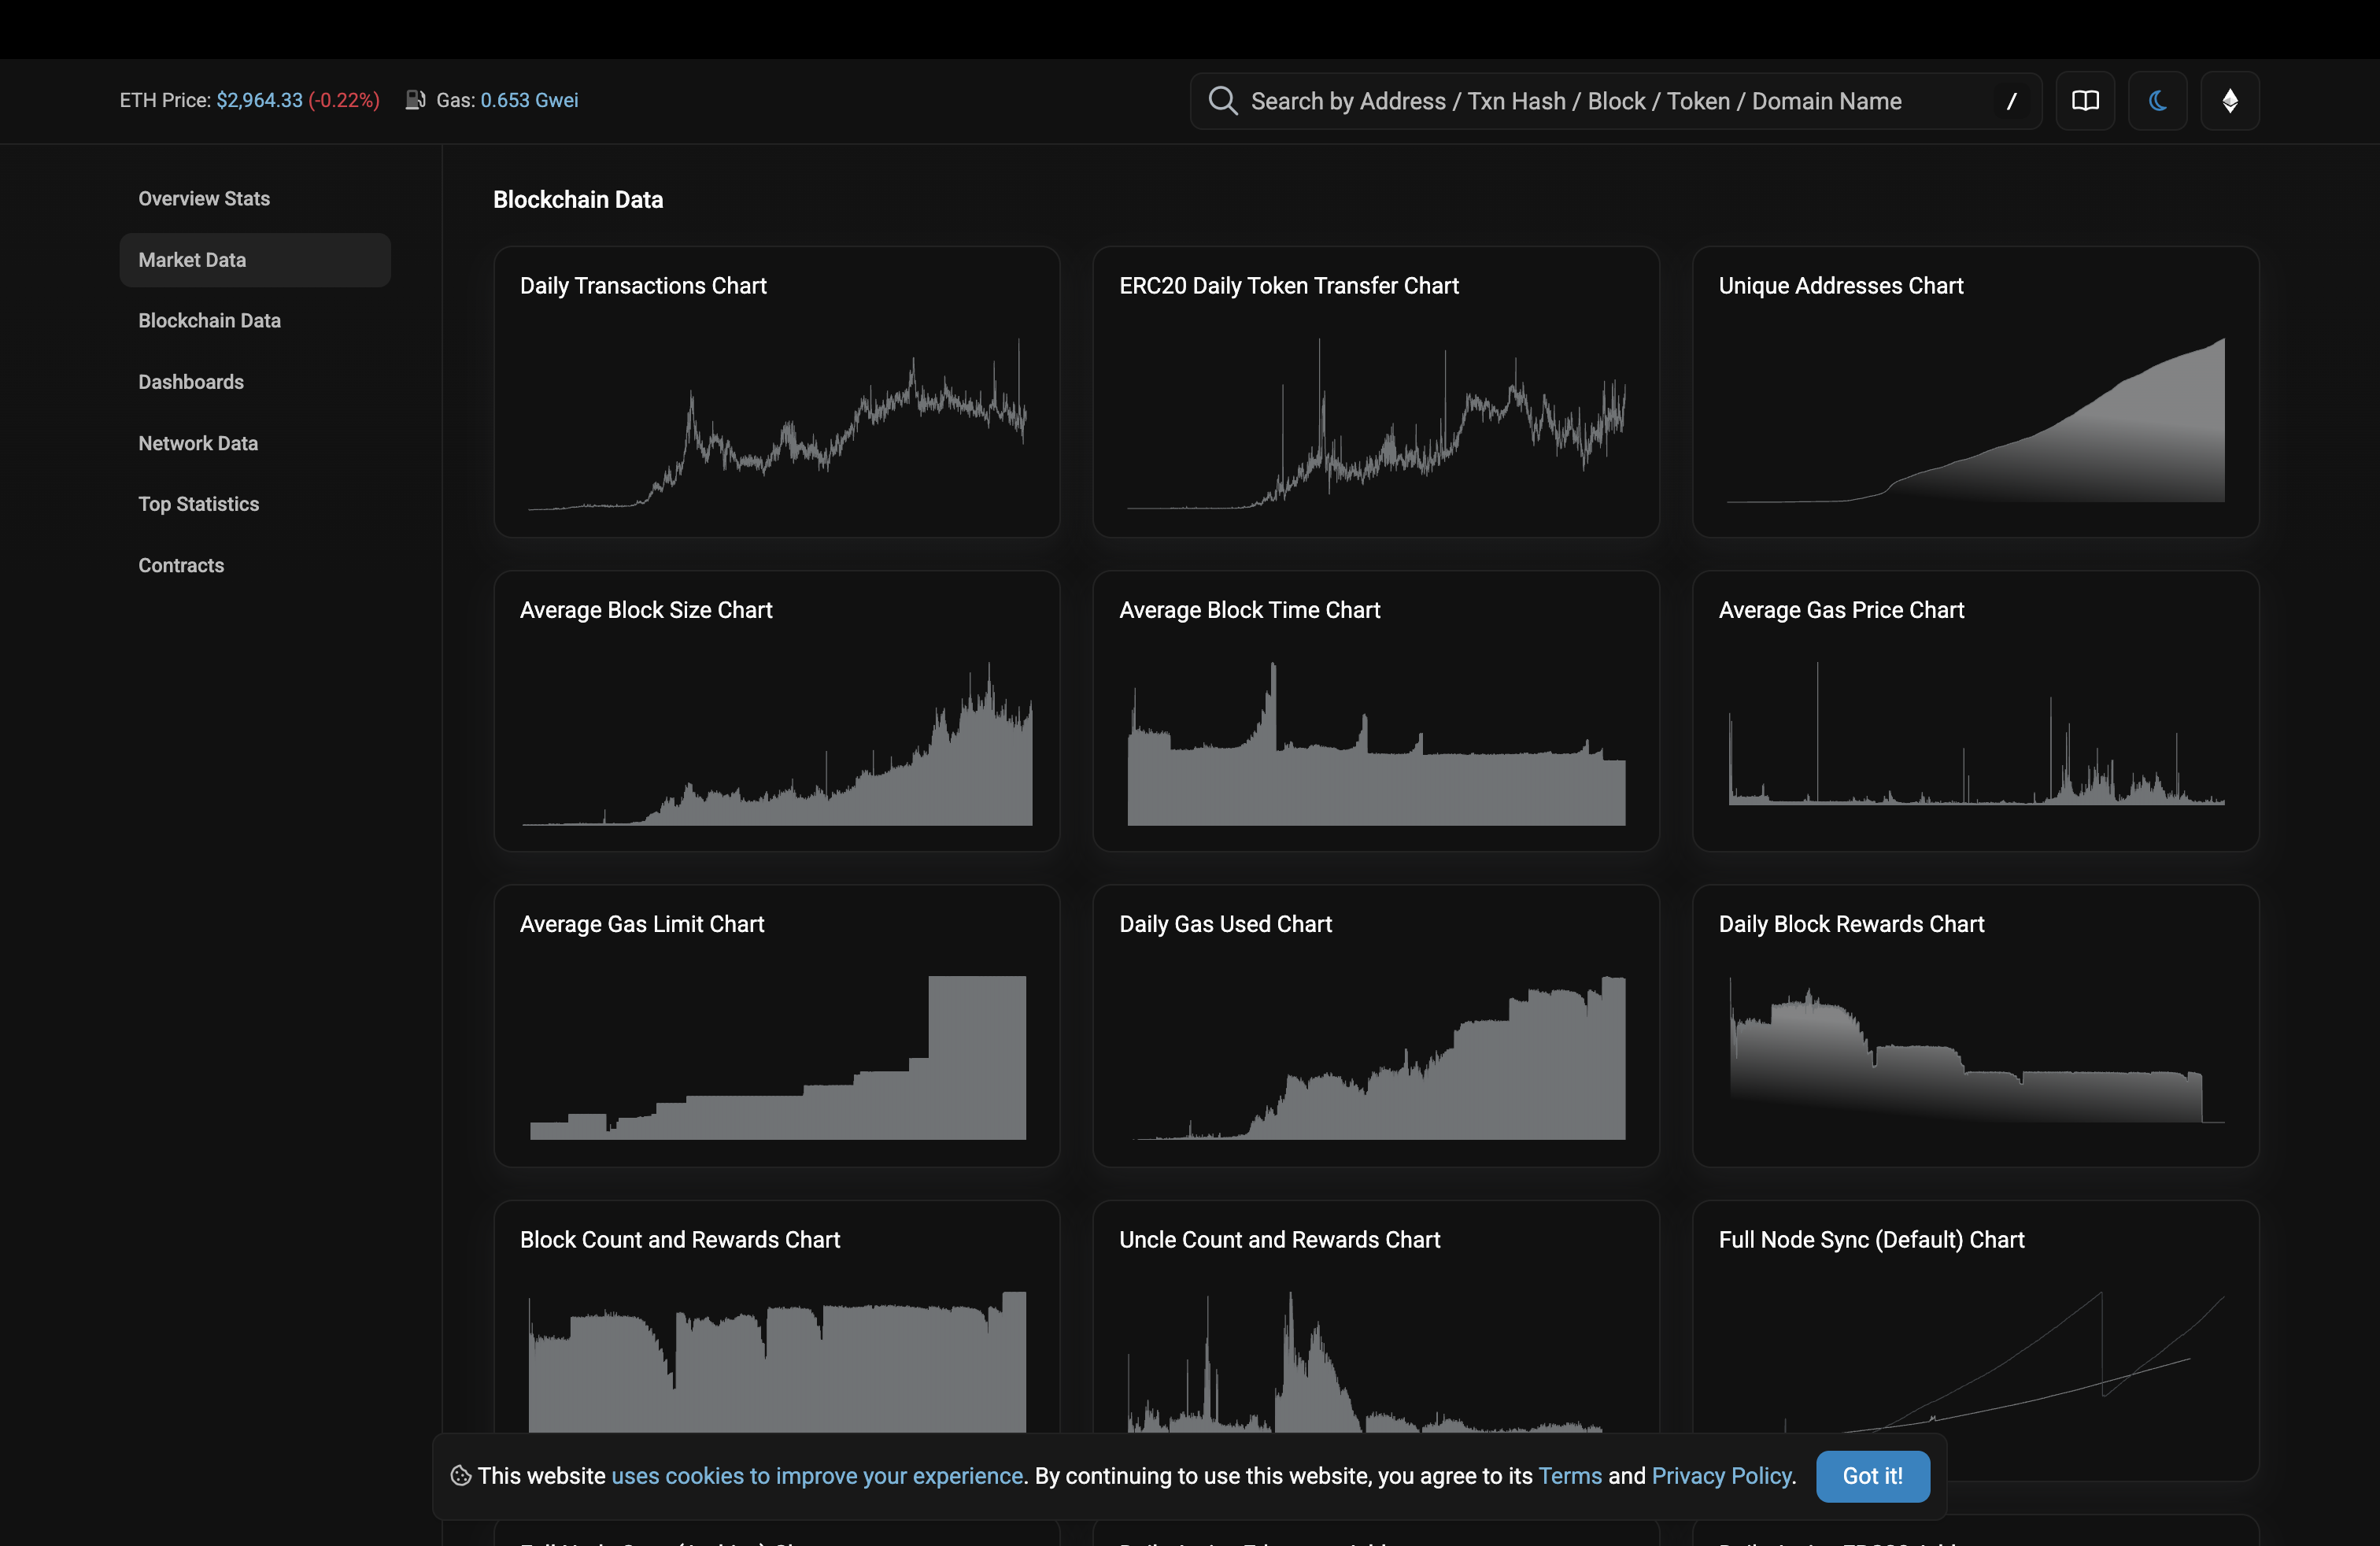 ETH Price: $2,964.33 (-0.22%) Gas: 0.653 Gwei
Search by Address / Txn Hash / Block / Token / Domain Name /
Overview Stats
Market Data
Blockchain Data
Dashboards
Network Data
Top Statistics
Contracts
Blockchain Data
Daily Transactions Chart
ERC20 Daily Token Transfer Chart
Unique Addresses Chart
Average Block Size Chart
Average Block Time Chart
Average Gas Price Chart
Average Gas Limit Chart
Daily Gas Used Chart
Daily Block Rewards Chart
Block Count and Rewards Chart
Uncle Count and Rewards Chart
Full Node Sync (Default) Chart
This website uses cookies to improve your experience. By continuing to use this website, you agree to its Terms and Privacy Policy.
Got it!